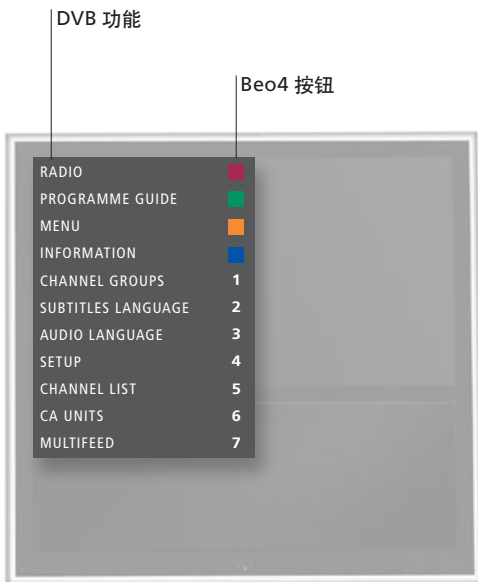 DVB 功能
Beo4 按钮
RADIO
PROGRAMME GUIDE
MENU
INFORMATION
CHANNEL GROUPS 1
SUBTITLES LANGUAGE 2
AUDIO LANGUAGE 3
SETUP 4
CHANNEL LIST 5
CA UNITS 6
MULTIFEED 7